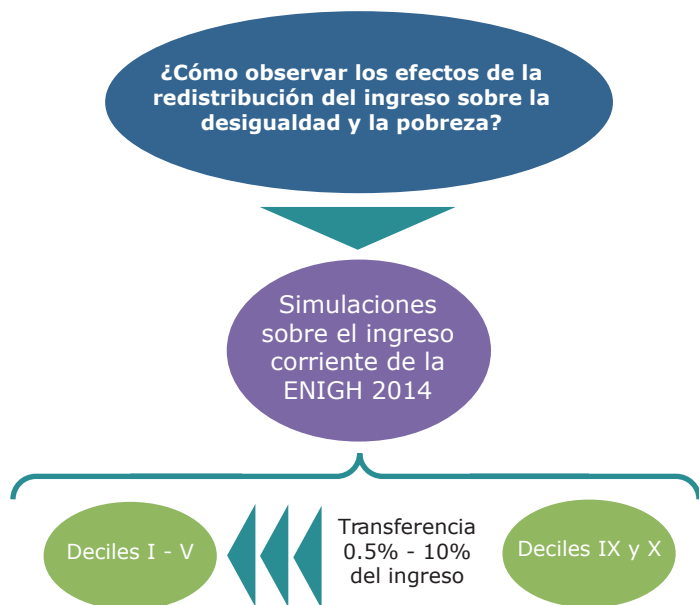 ¿Cómo observar los efectos de la
redistribución del ingreso sobre la
desigualdad y la pobreza?
Simulaciones
sobre el ingreso
corriente de la
ENIGH 2014
Deciles I - V
Transferencia
0.5% - 10%
del ingreso
Deciles IX y X